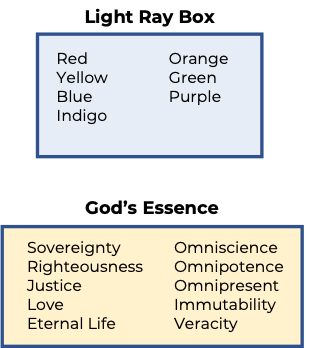 Light Ray Box
Red Orange
Yellow Green
Blue Purple
Indigo
God's Essence
Sovereignty Omniscience
Righteousness Omnipotence
Justice Omnipresent
Love Immutability
Eternal Life Veracity